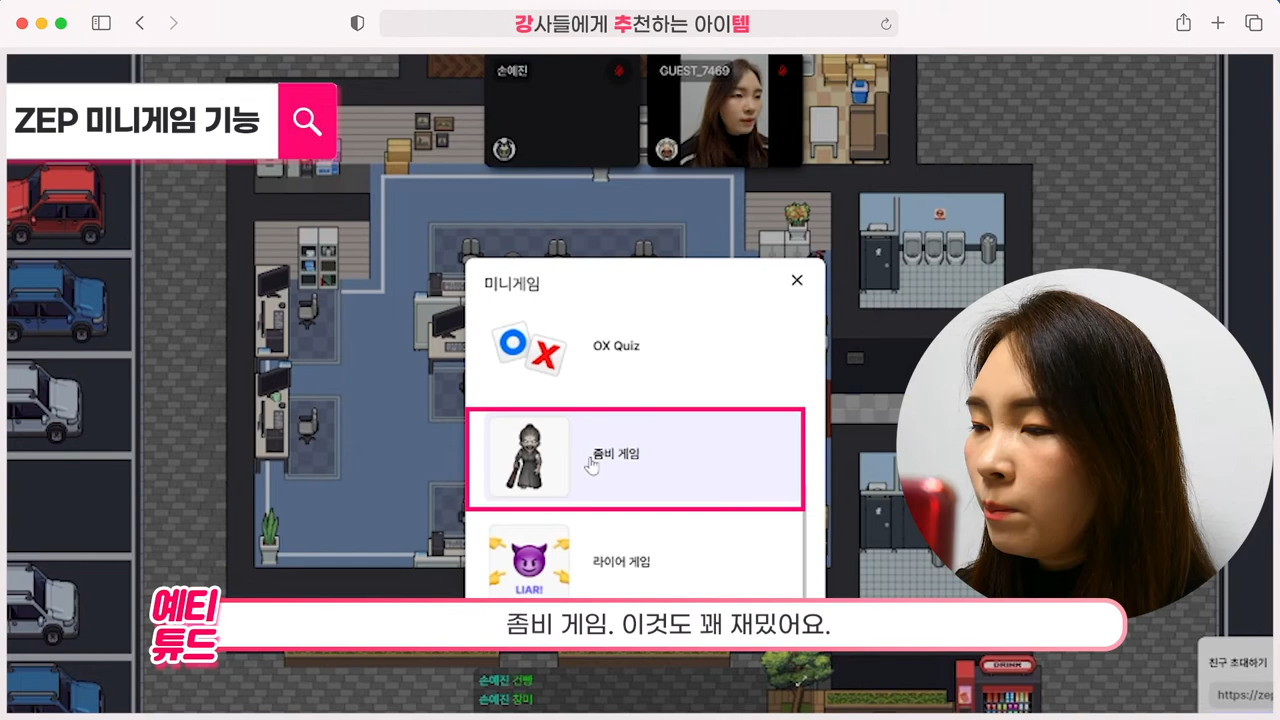 강사들에게 추천하는 아이템
ZEP 미니게임 기능
손예진
GUEST_7469
미니게임
OX Quiz
좀비 게임
라이어 게임
LIAR!
예티
튜드
좀비 게임. 이것도 꽤 재밌어요.
손예진 건빵
손예진 칭미
DRINK
친구 초대하기
https://zep